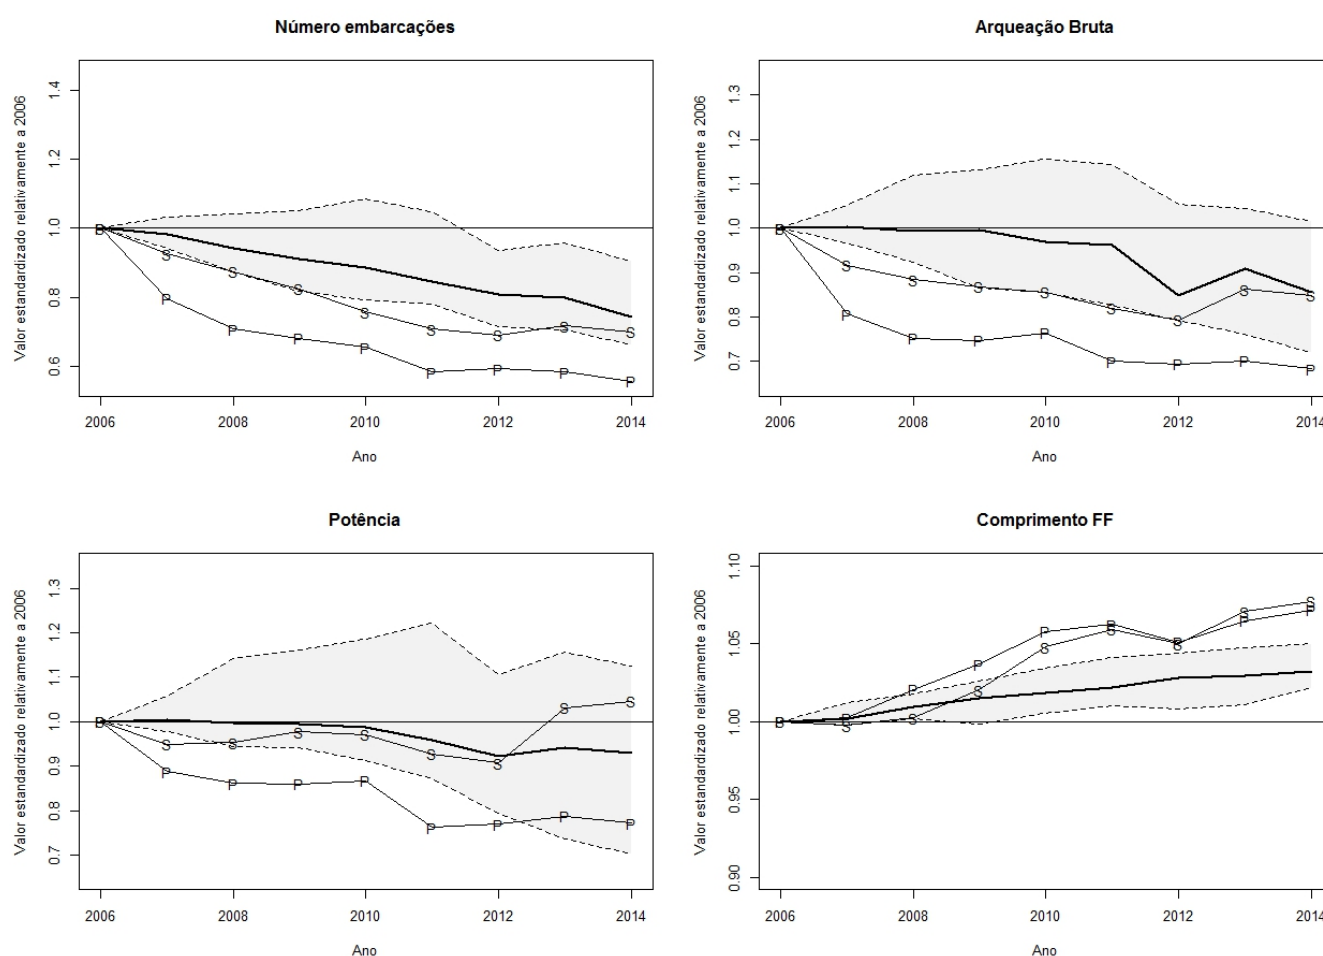 Número embarcações
Valor estandardizado relativamente a 2006
1.4
1.2
1.0
0.8
0.6
P
S
S
S
S
S
S
S
S
S
P
P
P
P
P
P
P
P
2006
2008
2010
2012
2014
Ano
Arqueação Bruta
Valor estandardizado relativamente a 2006
1.3
1.2
1.1
1.0
0.9
0.8
0.7
P
S
S
S
S
S
S
S
S
S
P
P
P
P
P
P
P
P
2006
2008
2010
2012
2014
Ano
Potência
Valor estandardizado relativamente a 2006
1.3
1.2
1.1
1.0
0.9
0.8
0.7
P
S
S
S
S
S
S
S
S
S
P
P
P
P
P
P
P
P
2006
2008
2010
2012
2014
Ano
Comprimento FF
Valor estandardizado relativamente a 2006
1.10
1.05
1.00
0.95
0.90
P
S
P
P
P
P
P
P
P
P
S
S
S
S
S
S
S
S
2006
2008
2010
2012
2014
Ano